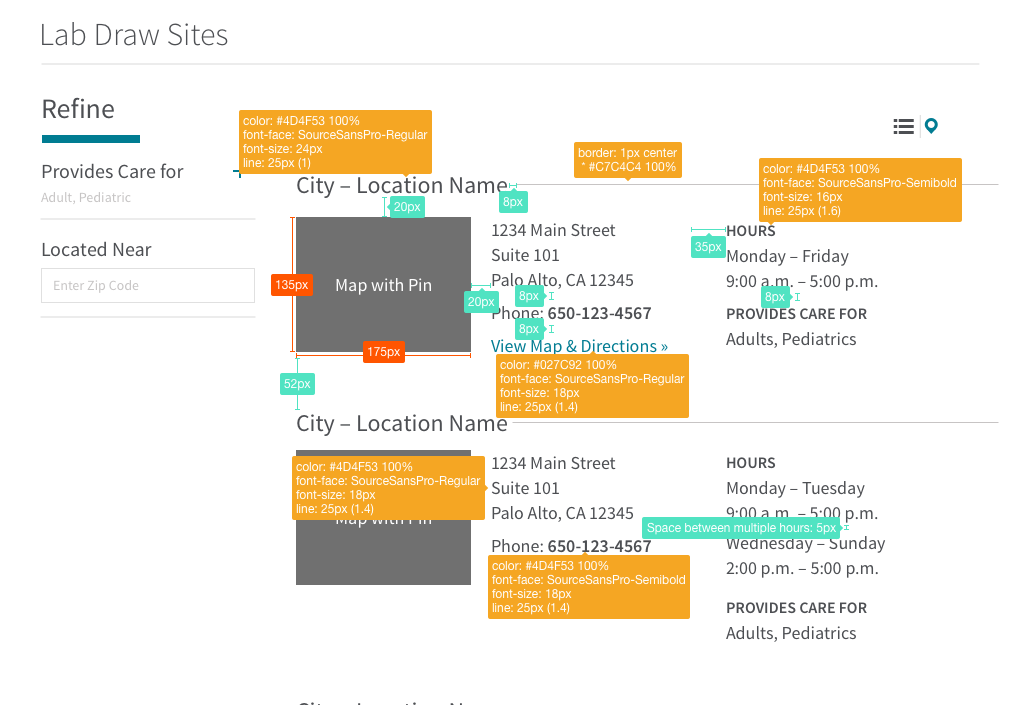 Lab Draw Sites
Refine
Provides Care for
Adult, Pediatric
Located Near
Enter Zip Code
color: #4D4F53 100%
font-face: SourceSansPro-Regular
font-size: 24px
line: 25px (1)
border: 1px center
* #C7C4C4 100%
color: #4D4F53 100%
font-face: SourceSansPro-Semibold
font-size: 16px
line: 25px (1.6)
City – Location Name
8px
20px
135px
Map with Pin
175px
52px
20px
1234 Main Street
Suite 101
Palo Alto, CA 12345
8px
Phone: 650-123-4567
8px
View Map & Directions »
color: #027C92 100%
font-face: SourceSansPro-Regular
font-size: 18px
line: 25px (1.4)
35px
HOURS
Monday – Friday
9:00 a.m. – 5:00 p.m.
8px
PROVIDES CARE FOR
Adults, Pediatrics
City – Location Name
color: #4D4F53 100%
font-face: SourceSansPro-Regular
font-size: 18px
line: 25px (1.4)
Map with Pin
1234 Main Street
Suite 101
Palo Alto, CA 12345
Phone: 650-123-4567
color: #4D4F53 100%
font-face: SourceSansPro-Semibold
font-size: 18px
line: 25px (1.4)
HOURS
Monday – Tuesday
9:00 a.m. – 5:00 p.m.
Space between multiple hours: 5px
Wednesday – Sunday
2:00 p.m. – 5:00 p.m.
PROVIDES CARE FOR
Adults, Pediatrics